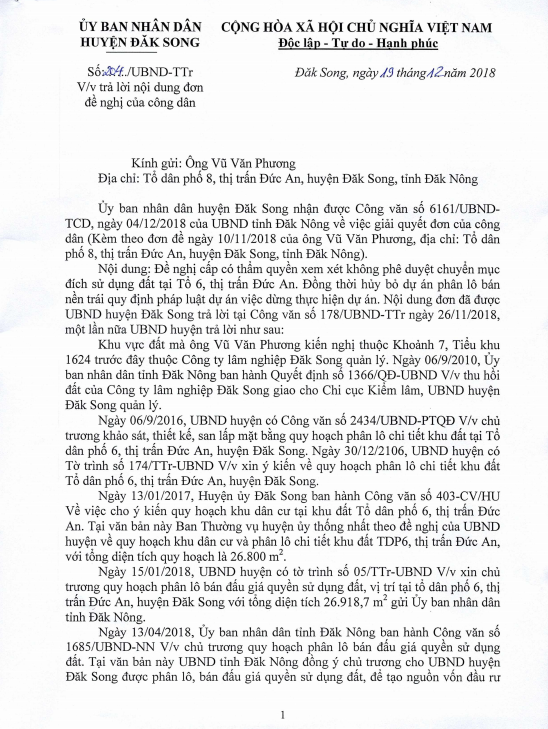 ỦY BAN NHÂN DÂN
HUYỆN ĐĂK SONG
CỘNG HÒA XÃ HỘI CHỦ NGHĨA VIỆT NAM
Độc lập - Tự do - Hạnh phúc
Số: 204./UBND-TTr
V/v trả lời nội dung đơn
đề nghị của công dân
Đăk Song, ngày 19 tháng 12 năm 2018
Kính gửi: Ông Vũ Văn Phương
Địa chỉ: Tổ dân phố 8, thị trấn Đức An, huyện Đăk Song, tỉnh Đăk Nông
Ủy ban nhân dân huyện Đăk Song nhận được Công văn số 6161/UBND-
TCD, ngày 04/12/2018 của UBND tỉnh Đăk Nông về việc giải quyết đơn của công
dân (Kèm theo đơn đề ngày 10/11/2018 của ông Vũ Văn Phương, địa chỉ: Tổ dân
phố 8, thị trấn Đức An, huyện Đăk Song, tỉnh Đăk Nông).
Nội dung: Đề nghị cấp có thẩm quyền xem xét không phê duyệt chuyển mục
đích sử dụng đất tại Tổ 6, thị trấn Đức An. Đồng thời hủy bỏ dự án phân lô bán
nền trái quy định pháp luật dự án việc dừng thực hiện dự án. Nội dung đơn đã được
UBND huyện Đăk Song trả lời tại Công văn số 178/UBND-TTr ngày 26/11/2018,
một lần nữa UBND huyện trả lời như sau:
Khu vực đất mà ông Vũ Văn Phương kiến nghị thuộc Khoảnh 7, Tiểu khu
1624 trước đây thuộc Công ty lâm nghiệp Đăk Song quản lý. Ngày 06/9/2010, Ủy
ban nhân dân tỉnh Đăk Nông ban hành Quyết định số 1366/QĐ-UBND V/v thu hồi
đất của Công ty lâm nghiệp Đăk Song giao cho Chi cục Kiểm lâm, UBND huyện
Đăk Song quản lý.
Ngày 06/9/2016, UBND huyện có Công văn số 2434/UBND-PTQĐ V/v chủ
trương khảo sát, thiết kế, san lấp mặt bằng quy hoạch phân lô chi tiết khu đất tại Tổ
dân phố 6, thị trấn Đức An, huyện Đăk Song. Ngày 30/12/2106, UBND huyện có
Tờ trình số 174/TTr-UBND V/v xin ý kiến về quy hoạch phân lô chi tiết khu đất
Tổ dân phố 6, thị trấn Đức An, huyện Đăk Song.
Ngày 13/01/2017, Huyện ủy Đăk Song ban hành Công văn số 403-CV/HU
Về việc cho ý kiến quy hoạch khu dân cư tại khu đất Tổ dân phố 6, thị trấn Đức
An. Tại văn bản này Ban Thường vụ huyện ủy thống nhất theo đề nghị của UBND
huyện về quy hoạch khu dân cư và phân lô chi tiết khu đất TDP6, thị trấn Đức An,
với tổng diện tích quy hoạch là 26.800 m².
Ngày 15/01/2018, UBND huyện có tờ trình số 05/TTr-UBND V/v xin chủ
trương quy hoạch phân lô bán đấu giá quyền sử dụng đất, vị trí tại tổ dân phố 6, thị
trấn Đức An, huyện Đăk Song với tổng diện tích 26.918,7 m² gửi Ủy ban nhân dân
tỉnh Đăk Nông.
Ngày 13/04/2018, Ủy ban nhân dân tỉnh Đăk Nông ban hành Công văn số
1685/UBND-NN V/v chủ trương quy hoạch phân lô bán đấu giá quyền sử dụng
đất. Tại văn bản này UBND tỉnh Đăk Nông đồng ý chủ trương cho UBND huyện
Đăk Song được phân lô, bán đấu giá quyền sử dụng đất, để tạo nguồn vốn đầu rư
1